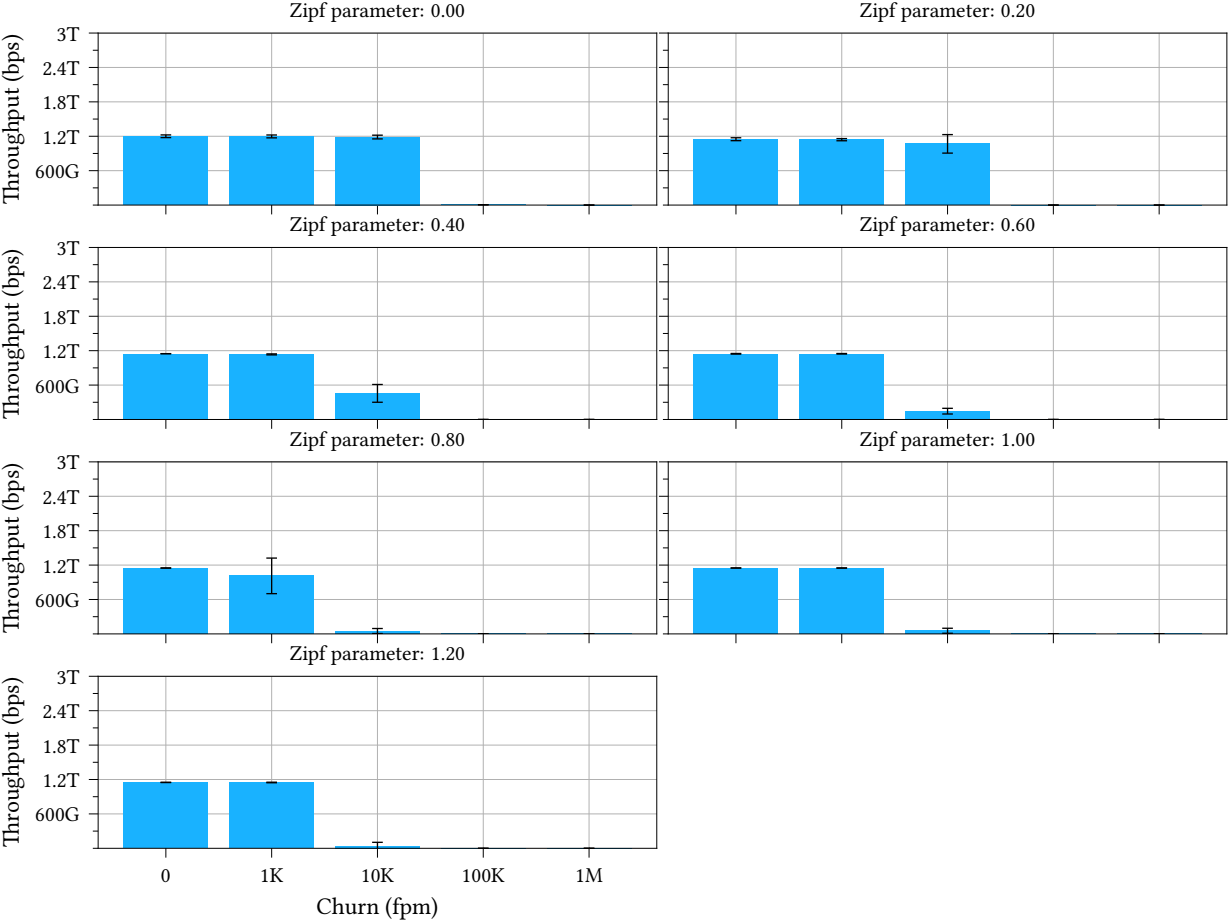 Zipf parameter: 0.00
Zipf parameter: 0.20
Throughput (bps)
3T
2.4T
1.8T
1.2T
600G
Zipf parameter: 0.40
Zipf parameter: 0.60
Throughput (bps)
3T
2.4T
1.8T
1.2T
600G
Zipf parameter: 0.80
Zipf parameter: 1.00
Throughput (bps)
3T
2.4T
1.8T
1.2T
600G
Zipf parameter: 1.20
Throughput (bps)
3T
2.4T
1.8T
1.2T
600G
0 1K 10K 100K 1M
Churn (fpm)